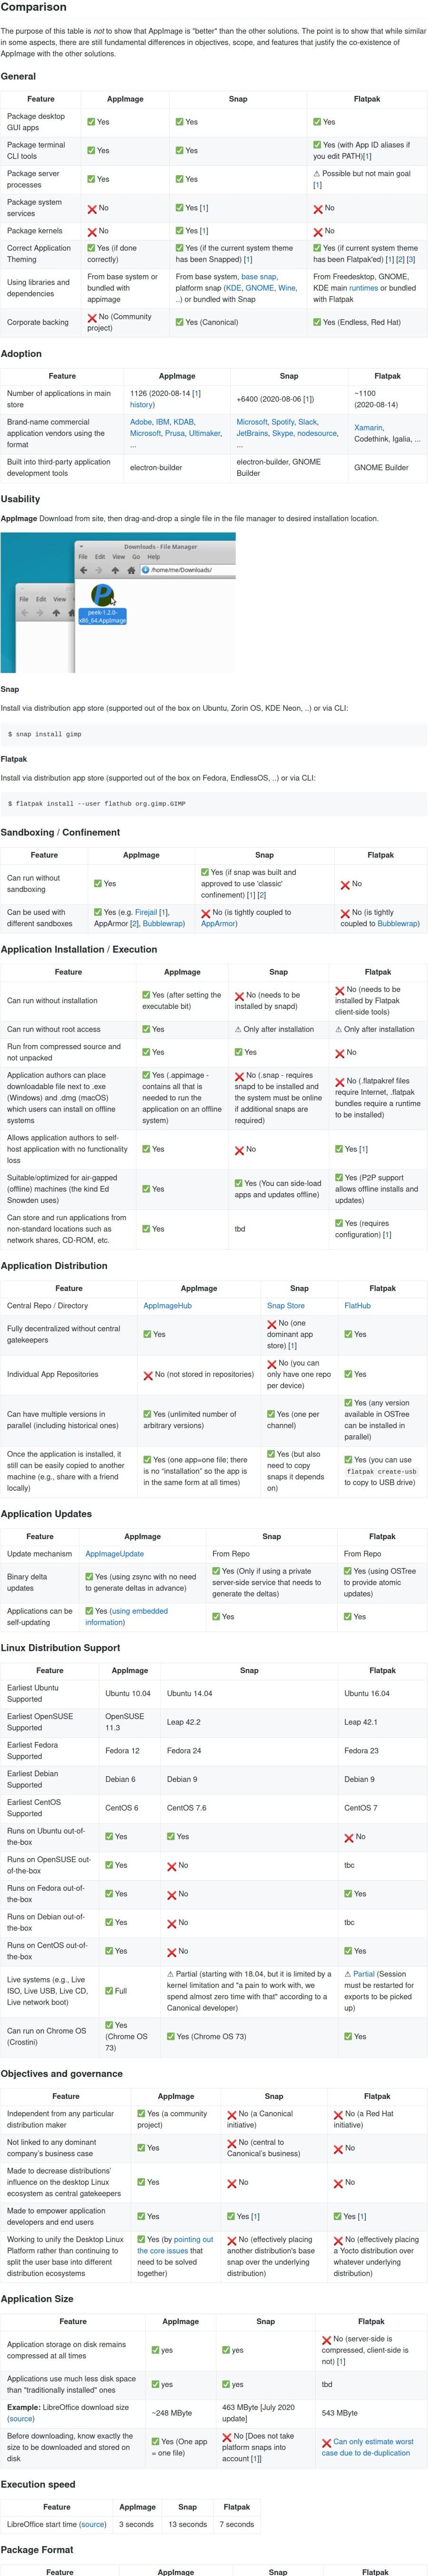 Comparison
The purpose of this table is not to show that AppImage is "better" than the other solutions. The point is to show that while similar
in some aspects, there are still fundamental differences in objectives, scope, and features that justify the co-existence of
AppImage with the other solutions.
General
Feature AppImage Snap Flatpak
Package desktop
GUI apps
✅ Yes ✅ Yes ✅ Yes
Package terminal
CLI tools
✅ Yes ✅ Yes
✅ Yes (with App ID aliases if
you edit PATH)[1]
Package server
processes
✅ Yes ✅ Yes
⚠ Possible but not main goal
[1]
Package system
services
❌ No ✅ Yes [1] ❌ No
Package kernels ❌ No ✅ Yes [1] ❌ No
Correct Application
Theming
✅ Yes (if done
correctly)
✅ Yes (if the current system theme
has been Snapped) [1]
✅ Yes (if current system theme
has been Flatpak'ed) [1] [2] [3]
Using libraries and
dependencies
From base system or
bundled with
appimage
From base system, base snap,
platform snap (KDE, GNOME, Wine,
..) or bundled with Snap
From Freedesktop, GNOME,
KDE main runtimes or bundled
with Flatpak
Corporate backing
❌ No (Community
project)
✅ Yes (Canonical) ✅ Yes (Endless, Red Hat)
Adoption
Feature AppImage Snap Flatpak
Number of applications in main
store
1126 (2020-08-14 [1]
history)
+6400 (2020-08-06 [1])
~1100
(2020-08-14)
Brand-name commercial
application vendors using the
format
Adobe, IBM, KDAB,
Microsoft, Prusa, Ultimaker,
...
Microsoft, Spotify, Slack,
JetBrains, Skype, nodesource,
...
Xamarin,
Codethink, Igalia, ...
Built into third-party application
development tools
electron-builder
electron-builder, GNOME
Builder
GNOME Builder
Usability
AppImage Download from site, then drag-and-drop a single file in the file manager to desired installation location.
Downloads - File Manager
File Edit View Go Help
/home/me/Downloads/
File Edit View
peek-1.2.0-
x86_64.AppImage
Snap
Install via distribution app store (supported out of the box on Ubuntu, Zorin OS, KDE Neon, ..) or via CLI:
$ snap install gimp
Flatpak
Install via distribution app store (supported out of the box on Fedora, EndlessOS, ..) or via CLI:
$ flatpak install --user flathub org.gimp.GIMP
Sandboxing / Confinement
Feature AppImage Snap Flatpak
Can run without
sandboxing
✅ Yes
✅ Yes (if snap was built and
approved to use 'classic'
confinement) [1] [2]
❌ No
Can be used with
different sandboxes
✅ Yes (e.g. Firejail [1],
AppArmor [2], Bubblewrap)
❌ No (is tightly coupled to
AppArmor)
❌ No (is tightly
coupled to Bubblewrap)
Application Installation / Execution
Feature AppImage Snap Flatpak
Can run without installation
✅ Yes (after setting the
executable bit)
❌ No (needs to be
installed by snapd)
❌ No (needs to be
installed by Flatpak
client-side tools)
Can run without root access ✅ Yes ⚠ Only after installation ⚠ Only after installation
Run from compressed source and
not unpacked
✅ Yes ✅ Yes ❌ No
Application authors can place
downloadable file next to .exe
(Windows) and .dmg (macOS)
which users can install on offline
systems
✅ Yes (.appimage -
contains all that is
needed to run the
application on an offline
system)
❌ No (.snap - requires
snapd to be installed and
the system must be online
if additional snaps are
required)
❌ No (.flatpakref files
require Internet, .flatpak
bundles require a runtime
to be installed)
Allows application authors to self-
host application with no functionality
loss
✅ Yes ❌ No ✅ Yes [1]
Suitable/optimized for air-gapped
(offline) machines (the kind Ed
Snowden uses)
✅ Yes
✅ Yes (You can side-load
apps and updates offline)
✅ Yes (P2P support
allows offline installs and
updates)
Can store and run applications from
non-standard locations such as
network shares, CD-ROM, etc.
✅ Yes tbd
✅ Yes (requires
configuration) [1]
Application Distribution
Feature AppImage Snap Flatpak
Central Repo / Directory AppImageHub Snap Store FlatHub
Fully decentralized without central
gatekeepers
✅ Yes
❌ No (one
dominant app
store) [1]
✅ Yes
Individual App Repositories ❌ No (not stored in repositories)
❌ No (you can
only have one repo
per device)
✅ Yes
Can have multiple versions in
parallel (including historical ones)
✅ Yes (unlimited number of
arbitrary versions)
✅ Yes (one per
channel)
✅ Yes (any version
available in OSTree
can be installed in
parallel)
Once the application is installed, it
still can be easily copied to another
machine (e.g., share with a friend
locally)
✅ Yes (one app=one file; there
is no "installation" so the app is
in the same form at all times)
✅ Yes (but also
need to copy
snaps it depends
on)
✅ Yes (you can use
flatpak create-usb
to copy to USB drive)
Application Updates
Feature AppImage Snap Flatpak
Update mechanism AppImageUpdate From Repo From Repo
Binary delta
updates
✅ Yes (using zsync with no need
to generate deltas in advance)
✅ Yes (Only if using a private
server-side service that needs to
generate the deltas)
✅ Yes (using OSTree
to provide atomic
updates)
Applications can be
self-updating
✅ Yes (using embedded
information)
✅ Yes ✅ Yes
Linux Distribution Support
Feature AppImage Snap Flatpak
Earliest Ubuntu
Supported
Ubuntu 10.04 Ubuntu 14.04 Ubuntu 16.04
Earliest OpenSUSE
Supported
OpenSUSE
11.3
Leap 42.2 Leap 42.1
Earliest Fedora
Supported
Fedora 12 Fedora 24 Fedora 23
Earliest Debian
Supported
Debian 6 Debian 9 Debian 9
Earliest CentOS
Supported
CentOS 6 CentOS 7.6 CentOS 7
Runs on Ubuntu out-of-
the-box
✅ Yes ✅ Yes ❌ No
Runs on OpenSUSE out-
of-the-box
✅ Yes ❌ No tbc
Runs on Fedora out-of-
the-box
✅ Yes ❌ No ✅ Yes
Runs on Debian out-of-
the-box
✅ Yes ❌ No tbc
Runs on CentOS out-of-
the-box
✅ Yes ❌ No ✅ Yes
Live systems (e.g., Live
ISO, Live USB, Live CD,
Live network boot)
✅ Full
⚠ Partial (starting with 18.04, but it is limited by a
kernel limitation and "a pain to work with, we
spend almost zero time with that" according to a
Canonical developer)
⚠ Partial (Session
must be restarted for
exports to be picked
up)
Can run on Chrome OS
(Crostini)
✅ Yes
(Chrome OS
73)
✅ Yes (Chrome OS 73) ✅ Yes
Objectives and governance
Feature AppImage Snap Flatpak
Independent from any particular
distribution maker
✅ Yes (a community
project)
❌ No (a Canonical
initiative)
❌ No (a Red Hat
initiative)
Not linked to any dominant
company's business case
✅ Yes
❌ No (central to
Canonical's business)
❌ No
Made to decrease distributions'
influence on the desktop Linux
ecosystem as central gatekeepers
✅ Yes ❌ No ❌ No
Made to empower application
developers and end users
✅ Yes ✅ Yes [1] ✅ Yes [1]
Working to unify the Desktop Linux
Platform rather than continuing to
split the user base into different
distribution ecosystems
✅ Yes (by pointing out
the core issues that
need to be solved
together)
❌ No (effectively placing
another distribution's base
snap over the underlying
distribution)
❌ No (effectively placing
a Yocto distribution over
whatever underlying
distribution)
Application Size
Feature AppImage Snap Flatpak
Application storage on disk remains
compressed at all times
✅ yes ✅ yes
❌ No (server-side is
compressed, client-side is
not) [1]
Applications use much less disk space
than "traditionally installed" ones
✅ yes ✅ yes tbd
Example: LibreOffice download size
(source)
~248 MByte
463 MByte [July 2020
update]
543 MByte
Before downloading, know exactly the
size to be downloaded and stored on
disk
✅ Yes (One app
= one file)
❌ No [Does not take
platform snaps into
account [1]]
❌ Can only estimate worst
case due to de-duplication
Execution speed
Feature AppImage Snap Flatpak
LibreOffice start time (source) 3 seconds 13 seconds 7 seconds
Package Format
Feature AppImage Snap Flatpak